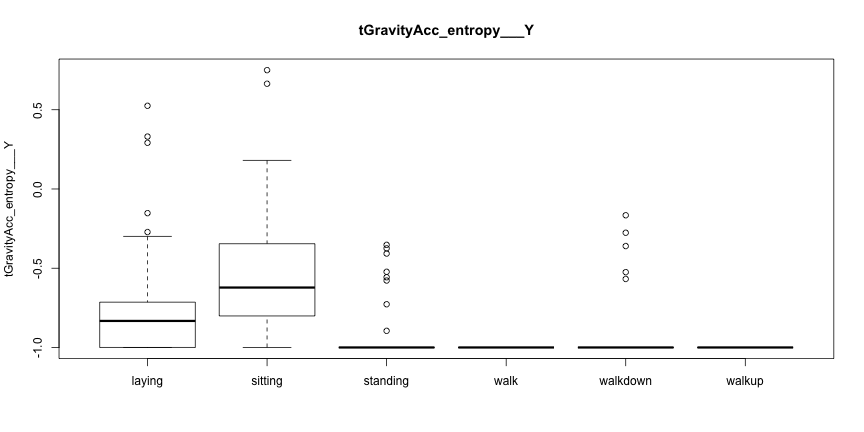 tGravityAcc_entropy___Y
tGravityAcc_entropy___Y
0.5
0.0
-0.5
-1.0
laying sitting standing walk walkdown walkup